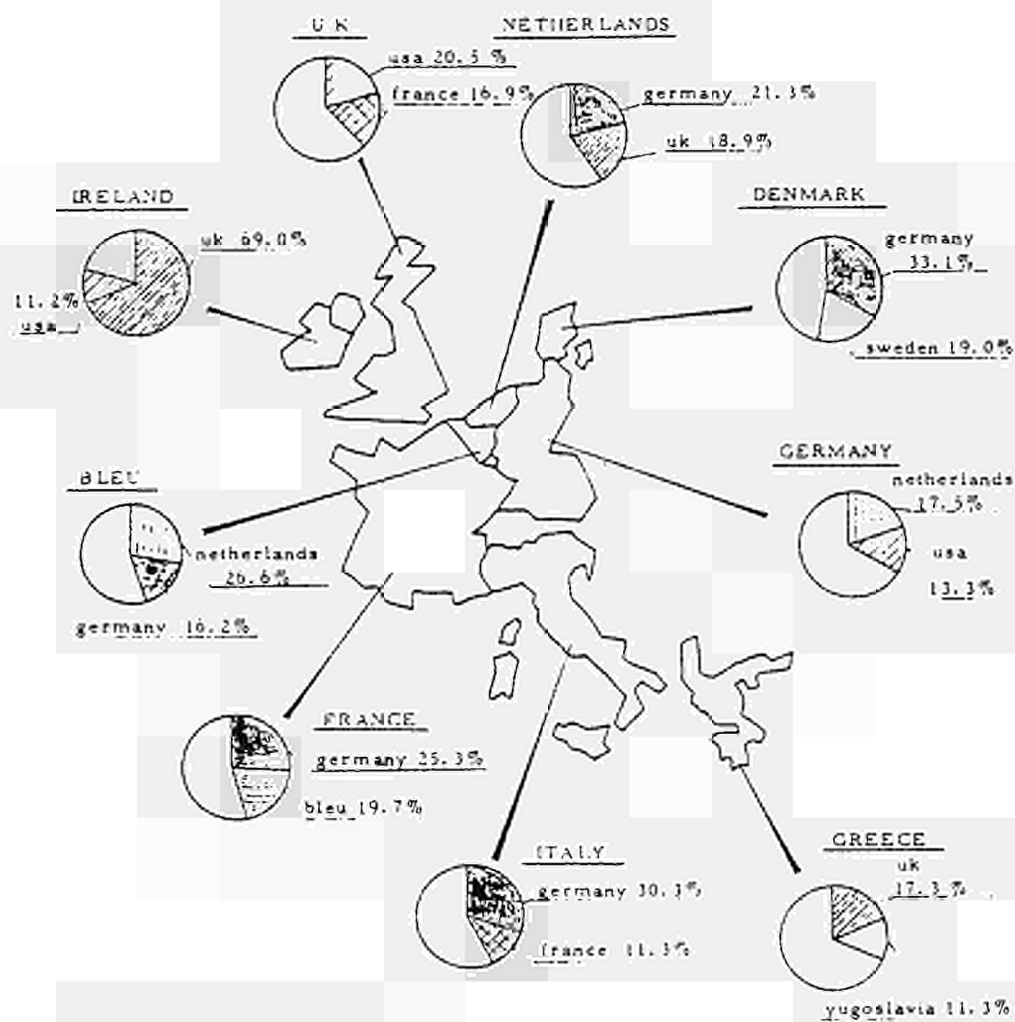 UK
usa 20.5 %
france 16.9%
NETHERLANDS
germany 21.3%
uk 18.9%
IRELAND
uk 69.0%
11.2%
usa
DENMARK
germany
33.1%
sweden 19.0%
BLEU
netherlands
26.6%
germany 16.2%
GERMANY
netherlands
17.5%
usa
13.3%
FRANCE
germany 25.3%
bleu 19.7%
ITALY
germany 30.3%
france 11.3%
GREECE
uk
17.3%
yugoslavia 11.3%